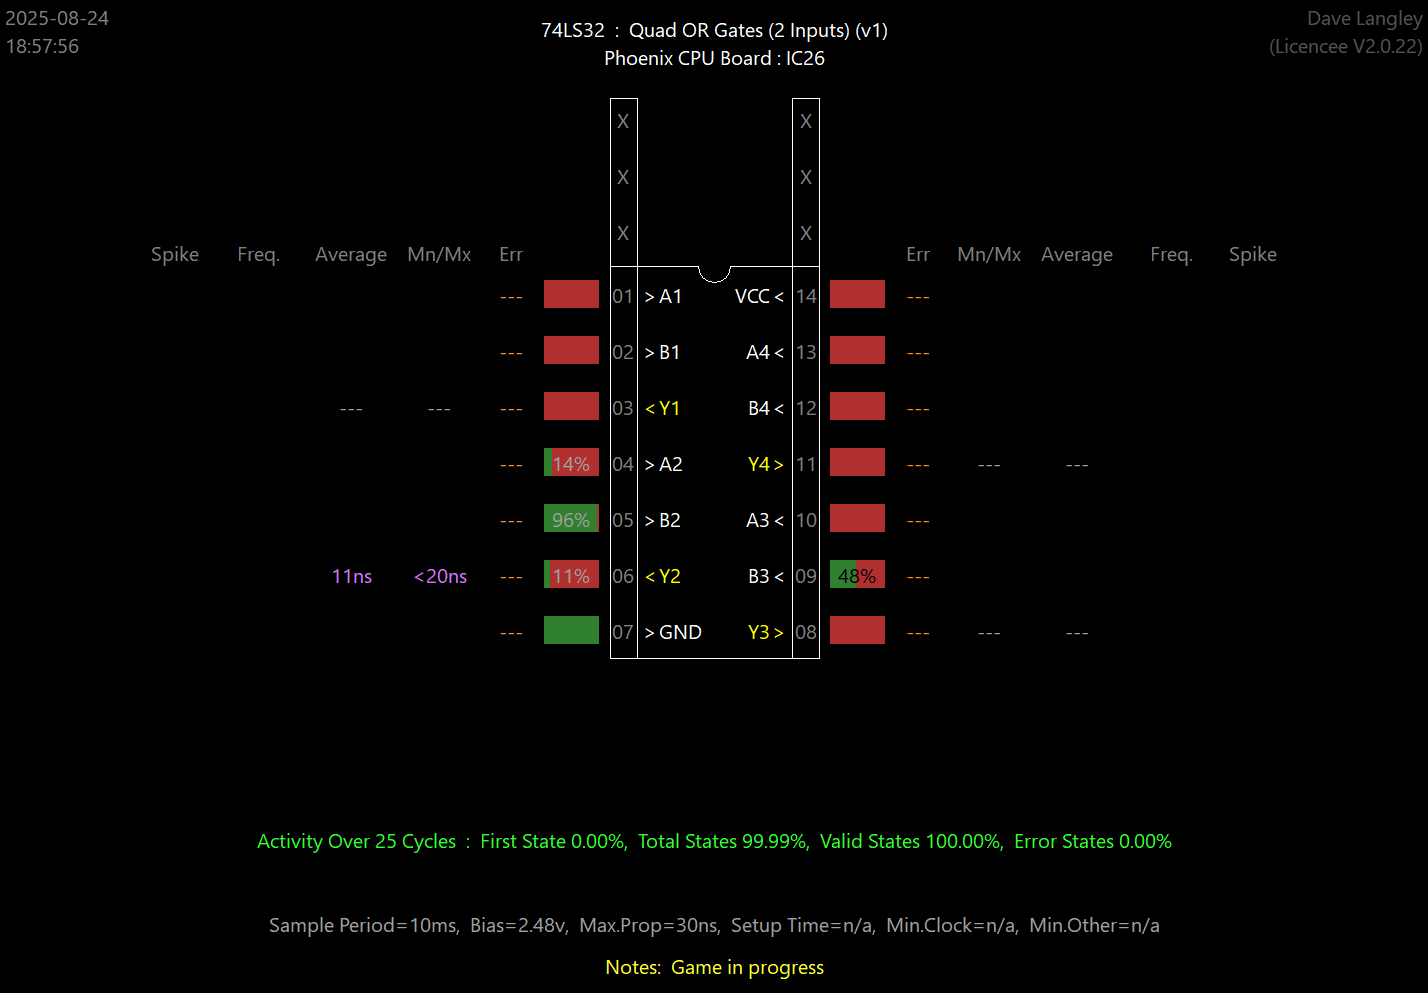 2025-08-24
18:57:56
74LS32 : Quad OR Gates (2 Inputs) (v1)
Phoenix CPU Board : IC26
Dave Langley
(Licencee V2.0.22)
X X
X X
X X
Spike Freq. Average Mn/Mx Err Err Mn/Mx Average Freq. Spike
--- 01 > A1 VCC < 14 ---
--- 02 > B1 A4 < 13 ---
--- --- --- 03 < Y1 B4 < 12 ---
--- 14% 04 > A2 Y4 > 11 --- --- ---
--- 96% 05 > B2 A3 < 10 ---
11ns <20ns --- 11% 06 < Y2 B3 < 09 48% ---
--- 07 > GND Y3 > 08 --- --- ---
Activity Over 25 Cycles : First State 0.00%, Total States 99.99%, Valid States 100.00%, Error States 0.00%
Sample Period=10ms, Bias=2.48v, Max.Prop=30ns, Setup Time=n/a, Min.Clock=n/a, Min.Other=n/a
Notes: Game in progress